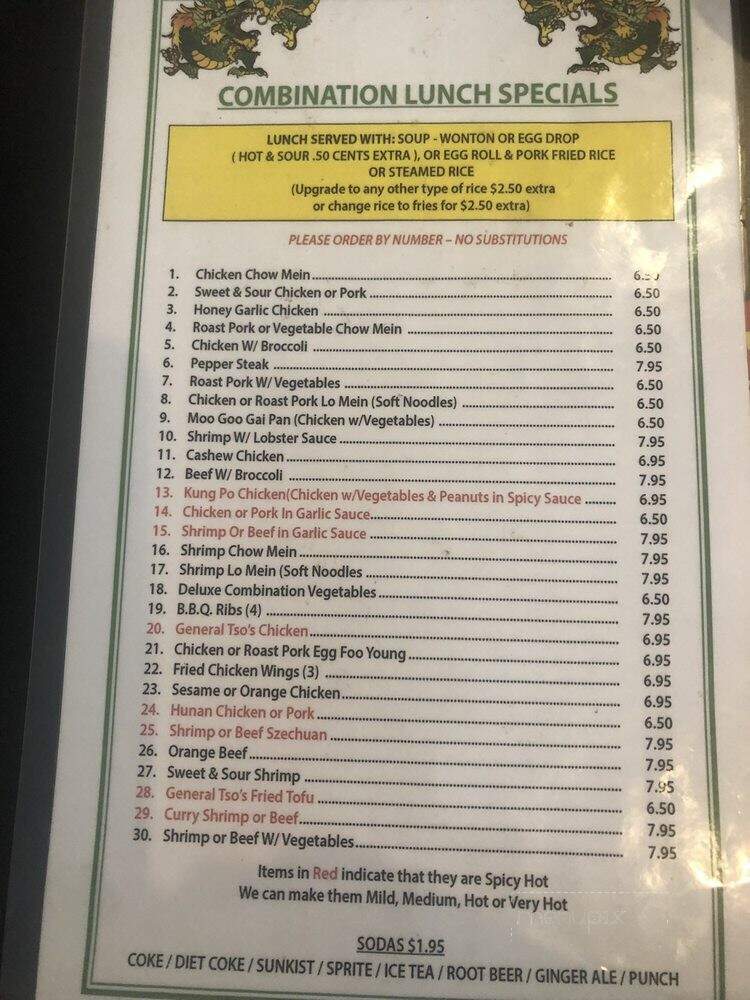 COMBINATION LUNCH SPECIALS
LUNCH SERVED WITH: SOUP - WONTON OR EGG DROP
( HOT & SOUR .50 CENTS EXTRA ), OR EGG ROLL & PORK FRIED RICE
OR STEAMED RICE
(Upgrade to any other type of rice $2.50 extra
or change rice to fries for $2.50 extra)
PLEASE ORDER BY NUMBER – NO SUBSTITUTIONS
1. Chicken Chow Mein
2. Sweet & Sour Chicken or Pork 6.50
3. Honey Garlic Chicken 6.50
4. Roast Pork or Vegetable Chow Mein 6.50
5. Chicken W/ Broccoli 6.50
6. Pepper Steak 7.95
7. Roast Pork W/ Vegetables 6.50
8. Chicken or Roast Pork Lo Mein (Soft Noodles) 6.50
9. Moo Goo Gai Pan (Chicken w/Vegetables) 6.50
10. Shrimp W/ Lobster Sauce 7.95
11. Cashew Chicken 6.95
12. Beef W/ Broccoli 7.95
13. Kung Po Chicken(Chicken w/Vegetables & Peanuts in Spicy Sauce 6.95
14. Chicken or Pork In Garlic Sauce 6.50
15. Shrimp Or Beef in Garlic Sauce 7.95
16. Shrimp Chow Mein 7.95
17. Shrimp Lo Mein (Soft Noodles 7.95
18. Deluxe Combination Vegetables 6.50
19. B.B.Q. Ribs (4) 7.95
20. General Tso's Chicken 6.95
21. Chicken or Roast Pork Egg Foo Young 6.95
22. Fried Chicken Wings (3) 6.95
23. Sesame or Orange Chicken 6.95
24. Hunan Chicken or Pork 6.50
25. Shrimp or Beef Szechuan 7.95
26. Orange Beef 7.95
27. Sweet & Sour Shrimp 7.95
28. General Tso's Fried Tofu 6.50
29. Curry Shrimp or Beef 7.95
30. Shrimp or Beef W/ Vegetables 7.95
Items in Red indicate that they are Spicy Hot
We can make them Mild, Medium, Hot or Very Hot
SODAS $1.95
COKE / DIET COKE / SUNKIST / SPRITE / ICE TEA / ROOT BEER / GINGER ALE / PUNCH